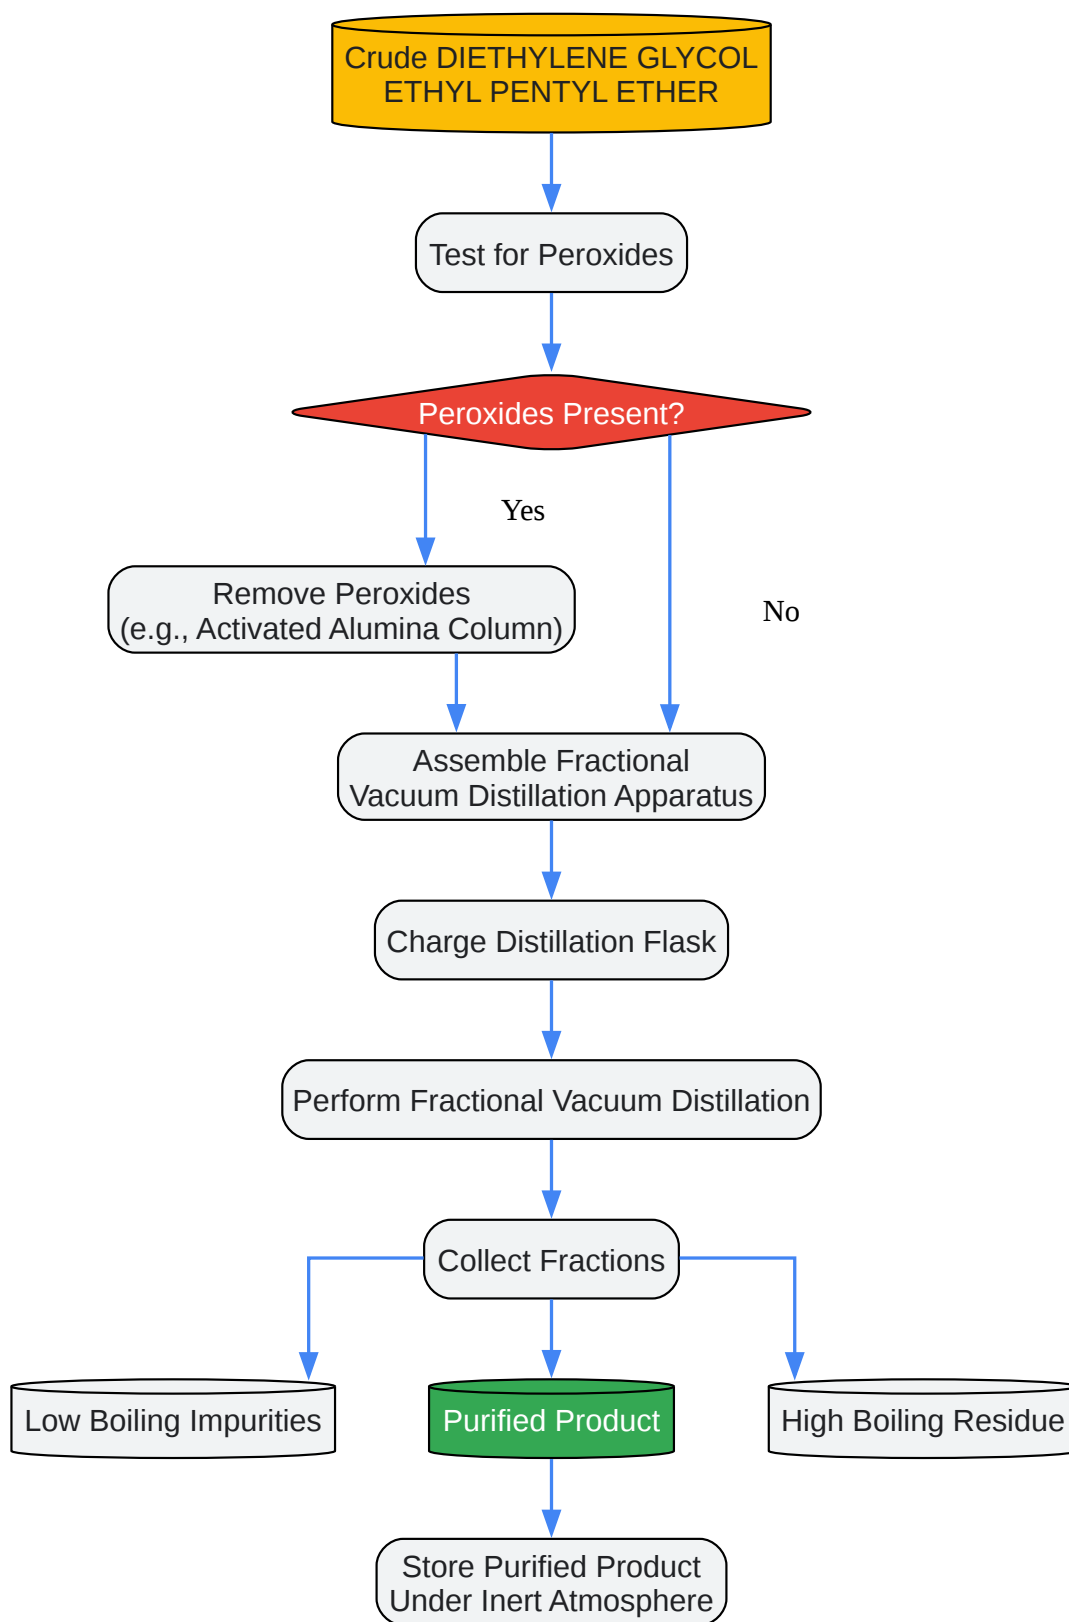 Crude DIETHYLENE GLYCOL
ETHYL PENTYL ETHER
Test for Peroxides
Peroxides Present?
Yes
Remove Peroxides
(e.g., Activated Alumina Column)
No
Assemble Fractional
Vacuum Distillation Apparatus
Charge Distillation Flask
Perform Fractional Vacuum Distillation
Collect Fractions
Low Boiling Impurities
Purified Product
High Boiling Residue
Store Purified Product
Under Inert Atmosphere